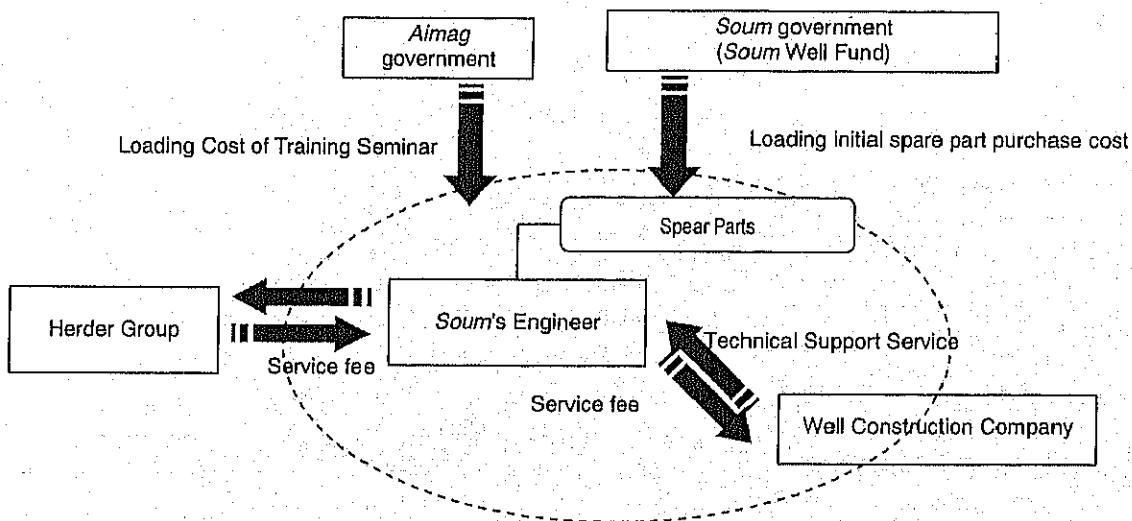 Aimag
government
Soum government
(Soum Well Fund)
Loading Cost of Training Seminar
Loading initial spare part purchase cost
Spear Parts
Herder Group
Soum's Engineer
Service fee
Technical Support Service
Service fee
Well Construction Company